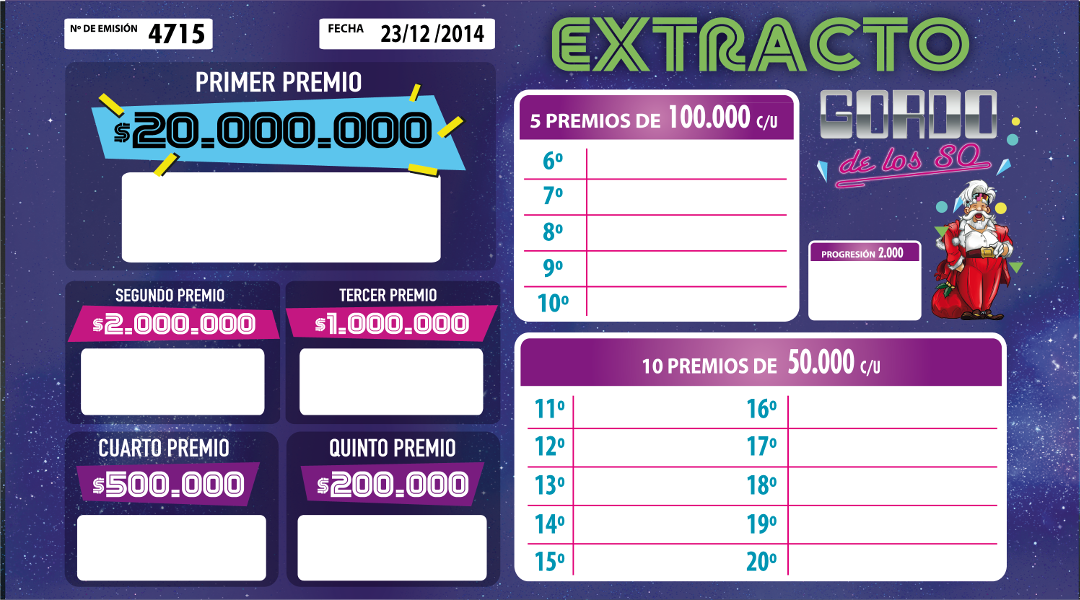 Nº DE EMISIÓN 4715
FECHA 23/12 /2014
EXTRACTO
GORDO
de los 80
PRIMER PREMIO
$20.000.000
SEGUNDO PREMIO
$2.000.000
TERCER PREMIO
$1.000.000
CUARTO PREMIO
$500.000
QUINTO PREMIO
$200.000
5 PREMIOS DE 100.000 C/U
6º
7º
8º
9º
10º
PROGRESIÓN 2.000
10 PREMIOS DE 50.000 C/U
11º 16º
12º 17º
13º 18º
14º 19º
15º 20º